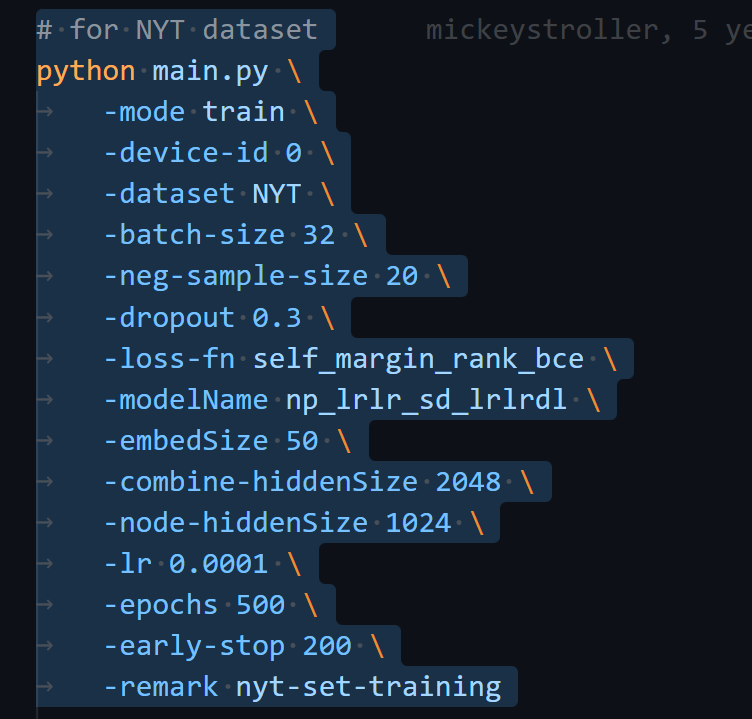 # for NYT dataset mickeystroller, 5 ye
python main.py \
-mode train \
-device-id 0 \
-dataset NYT \
-batch-size 32 \
-neg-sample-size 20 \
-dropout 0.3 \
-loss-fn self_margin_rank_bce \
-modelName np_lrlr_sd_lrlrdl \
-embedSize 50 \
-combine-hiddenSize 2048 \
-node-hiddenSize 1024 \
-lr 0.0001 \
-epochs 500 \
-early-stop 200 \
-remark nyt-set-training